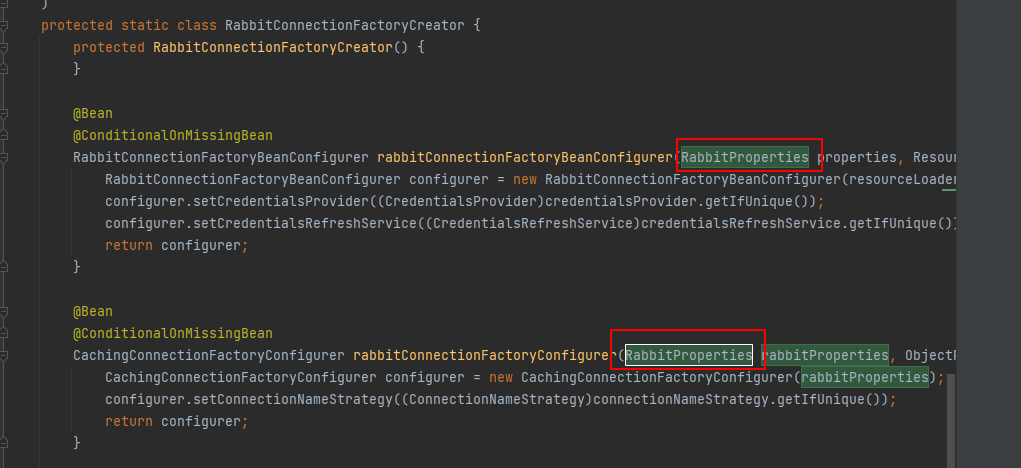 }
protected static class RabbitConnectionFactoryCreator {
protected RabbitConnectionFactoryCreator() {
}
@Bean
@ConditionalOnMissingBean
RabbitConnectionFactoryBeanConfigurer rabbitConnectionFactoryBeanConfigurer(RabbitProperties properties, Resour
RabbitConnectionFactoryBeanConfigurer configurer = new RabbitConnectionFactoryBeanConfigurer(resourceLoader
configurer.setCredentialsProvider((CredentialsProvider)credentialsProvider.getIfUnique());
configurer.setCredentialsRefreshService((CredentialsRefreshService)credentialsRefreshService.getIfUnique())
return configurer;
}
@Bean
@ConditionalOnMissingBean
CachingConnectionFactoryConfigurer rabbitConnectionFactoryConfigurer(RabbitProperties rabbitProperties, ObjectP
CachingConnectionFactoryConfigurer configurer = new CachingConnectionFactoryConfigurer(rabbitProperties);
configurer.setConnectionNameStrategy((ConnectionNameStrategy)connectionNameStrategy.getIfUnique());
return configurer;
}